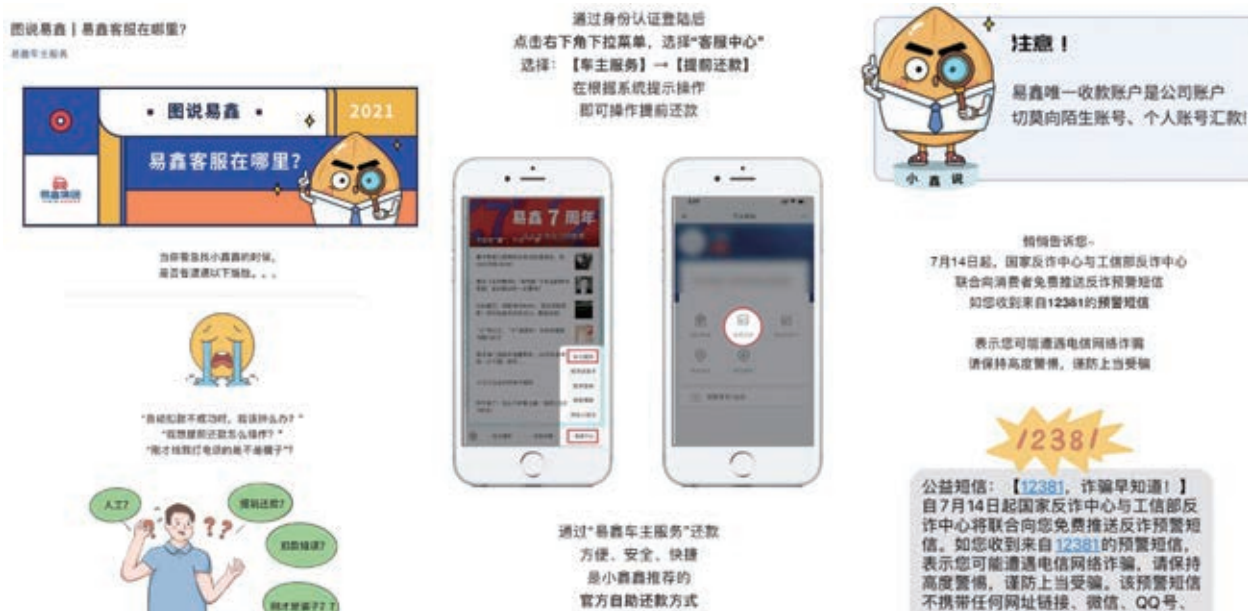 图说易鑫 | 易鑫客服在哪里?
易鑫车主服务
• 图说易鑫 •
2021
易鑫客服在哪里?
易鑫集团
当你着急找小鑫鑫的时候,
是否曾遭遇以下尴尬。。。
“自动扣款不成功时, 我该肿么办? ”
“我想提前还款怎么操作? ”
“刚才给我打电话的是不是骗子”?
人工?
提前还款?
扣款错误?
刚才是骗子??
通过身份认证登陆后
点击右下角下拉菜单, 选择“客服中心”
选择: 【车主服务】→【提前还款】
在根据系统提示操作
即可操作提前还款
易鑫 7 周年
通过“易鑫车主服务”还款
方便、安全、快捷
是小鑫鑫推荐的
官方自助还款方式
注意!
易鑫唯一收款账户是公司账户
切莫向陌生账号、个人账号汇款!
小鑫说
悄悄告诉您~
7月14日起, 国家反诈中心与工信部反诈中心
联合向消费者免费推送反诈预警短信
如您收到来自12381的预警短信
表示您可能遭遇电信网络诈骗
请保持高度警惕, 谨防上当受骗
12381
公益短信: 【12381, 诈骗早知道! 】
自7月14日起国家反诈中心与工信部反
诈中心将联合向您免费推送反诈预警短
信。如您收到来自 12381 的预警短信,
表示您可能遭遇电信网络诈骗, 请保持
高度警惕, 谨防上当受骗。该预警短信
不携带任何网址链接、微信、QQ号、